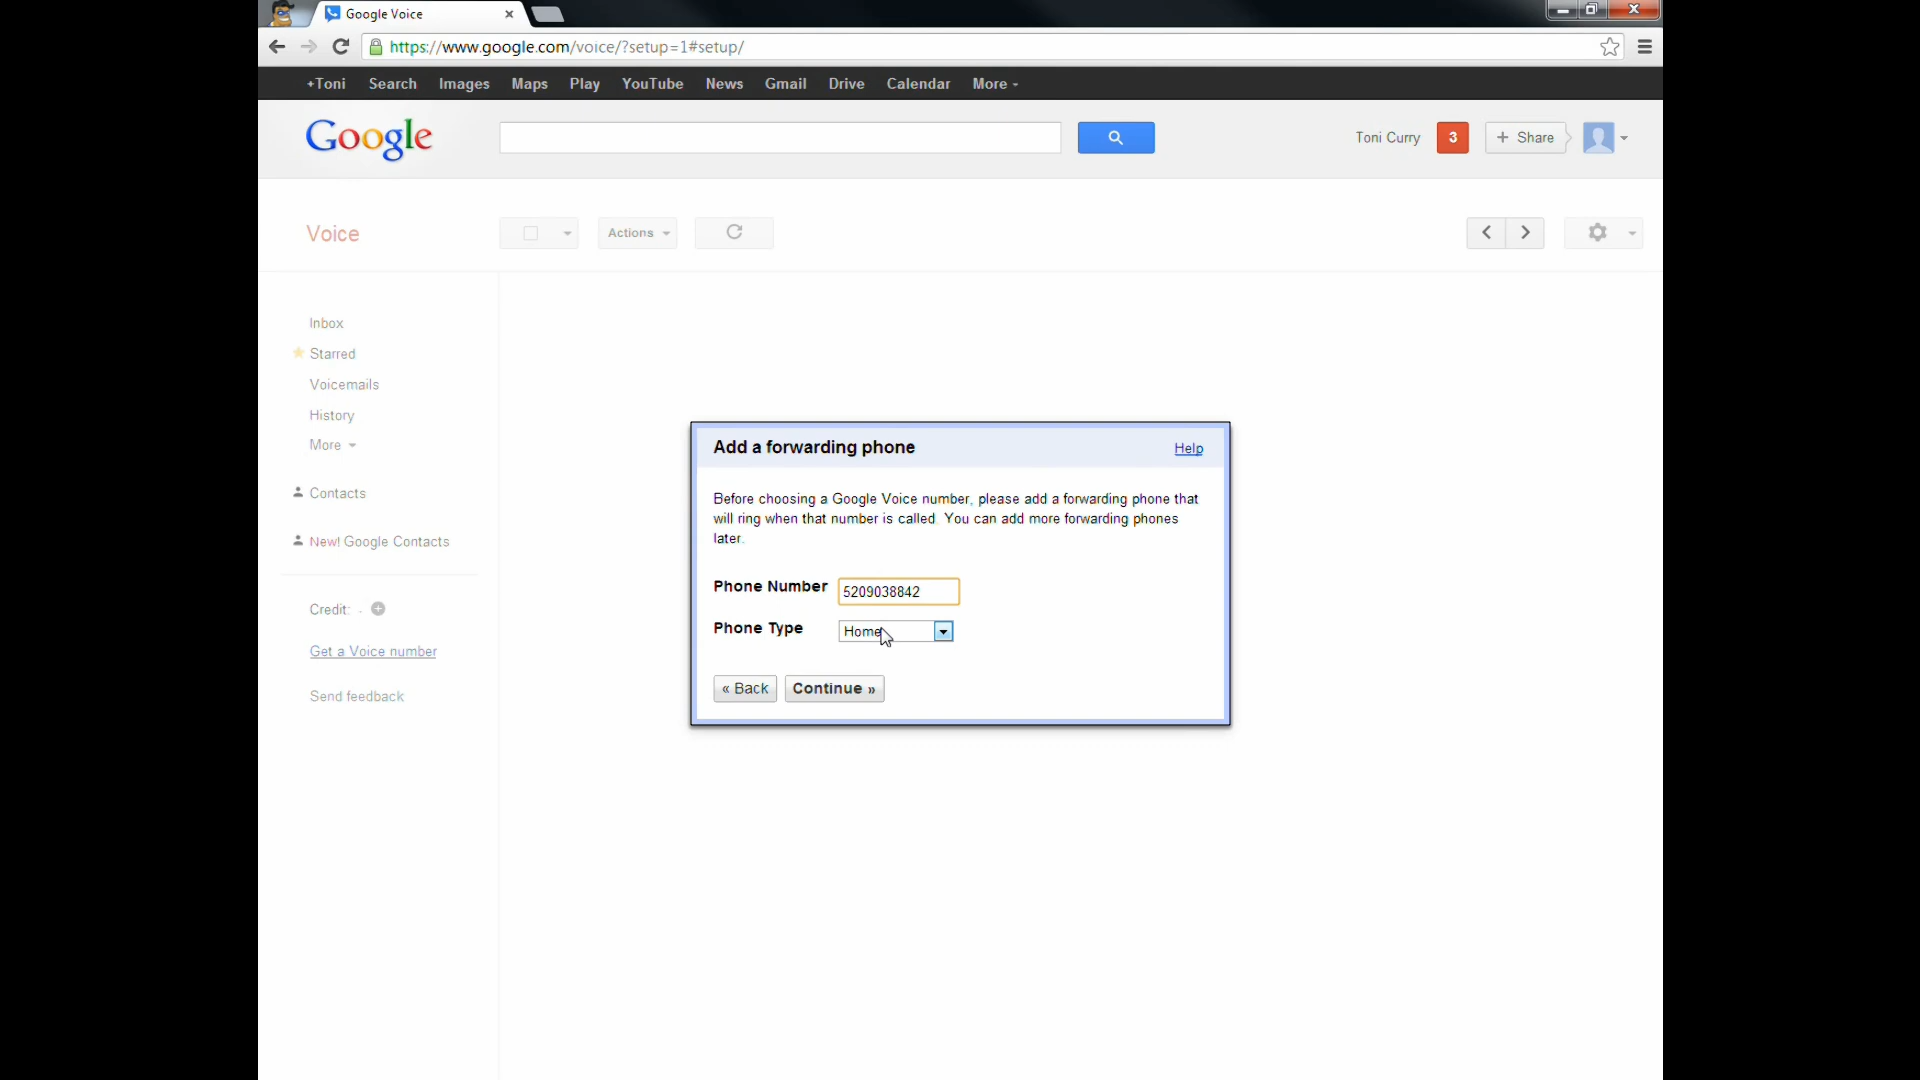 Google Voice
https://www.google.com/voice/?setup=1#setup/
+Toni Search Images Maps Play YouTube News Gmail Drive Calendar More
Google
Toni Curry 3 + Share
Voice
Actions
Inbox
Starred
Voicemails
History
More
Contacts
New! Google Contacts
Credit: -
Get a Voice number
Send feedback
Add a forwarding phone Help
Before choosing a Google Voice number, please add a forwarding phone that
will ring when that number is called. You can add more forwarding phones
later.
Phone Number 5209038842
Phone Type Home
« Back Continue »